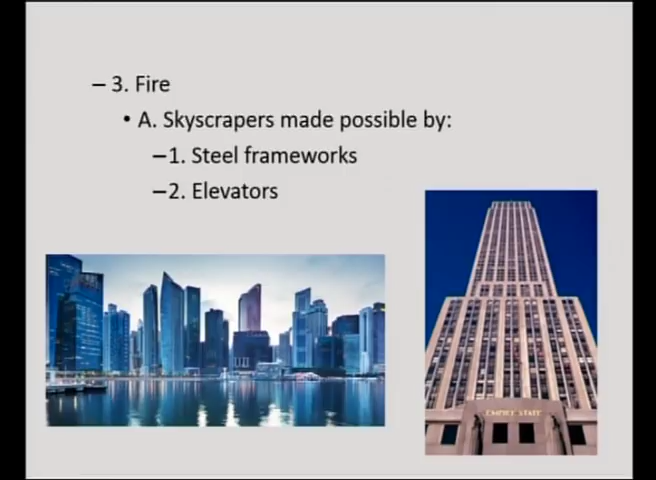 – 3. Fire
• A. Skyscrapers made possible by:
–1. Steel frameworks
–2. Elevators
EMPIRE STATE